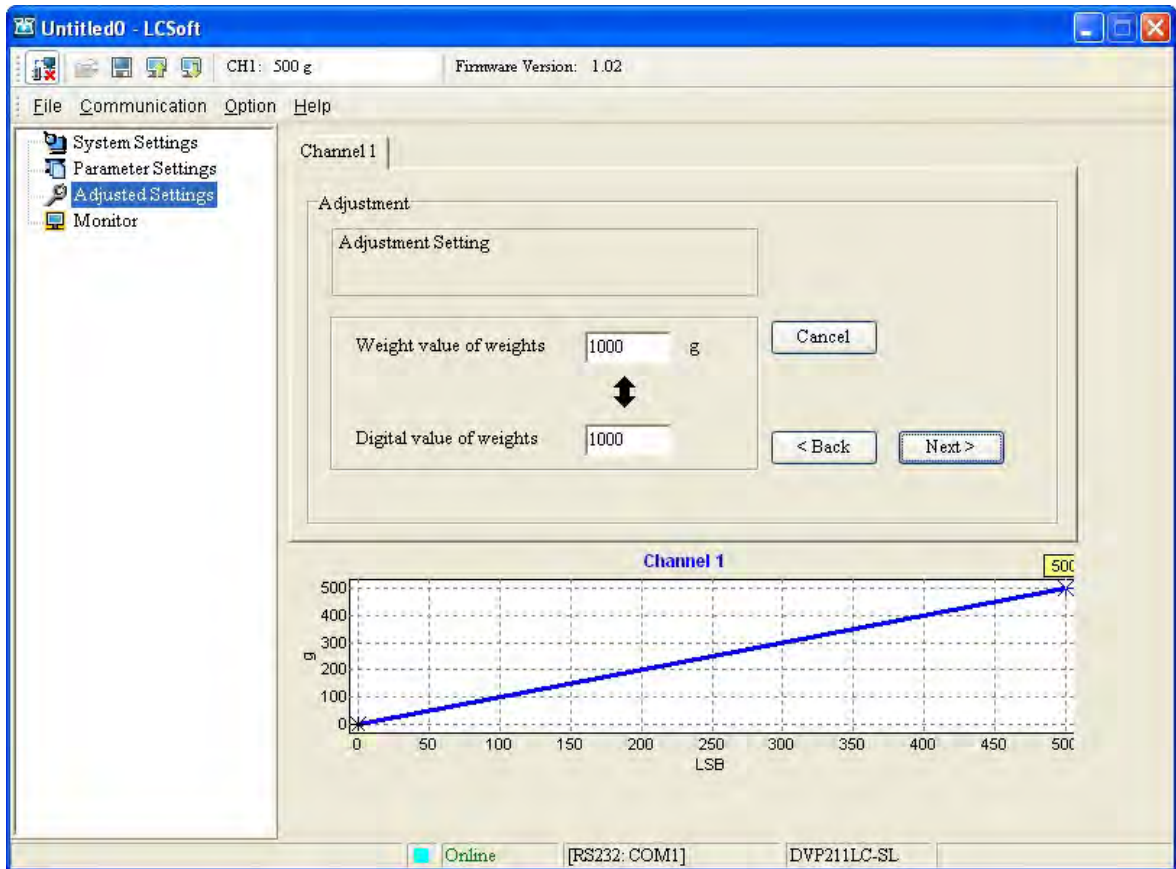 Untitled0 - LCSoft
CH1: 500 g Firmware Version: 1.02
File Communication Option Help
System Settings
Parameter Settings
Adjusted Settings
Monitor
Channel 1
Adjustment
Adjustment Setting
Weight value of weights 1000 g
Cancel
Digital value of weights 1000
< Back Next >
Channel 1
500
500
400
300
200
100
0
g
0 50 100 150 200 250 300 350 400 450 500
LSB
Online [RS232: COM1] DVP211LC-SL